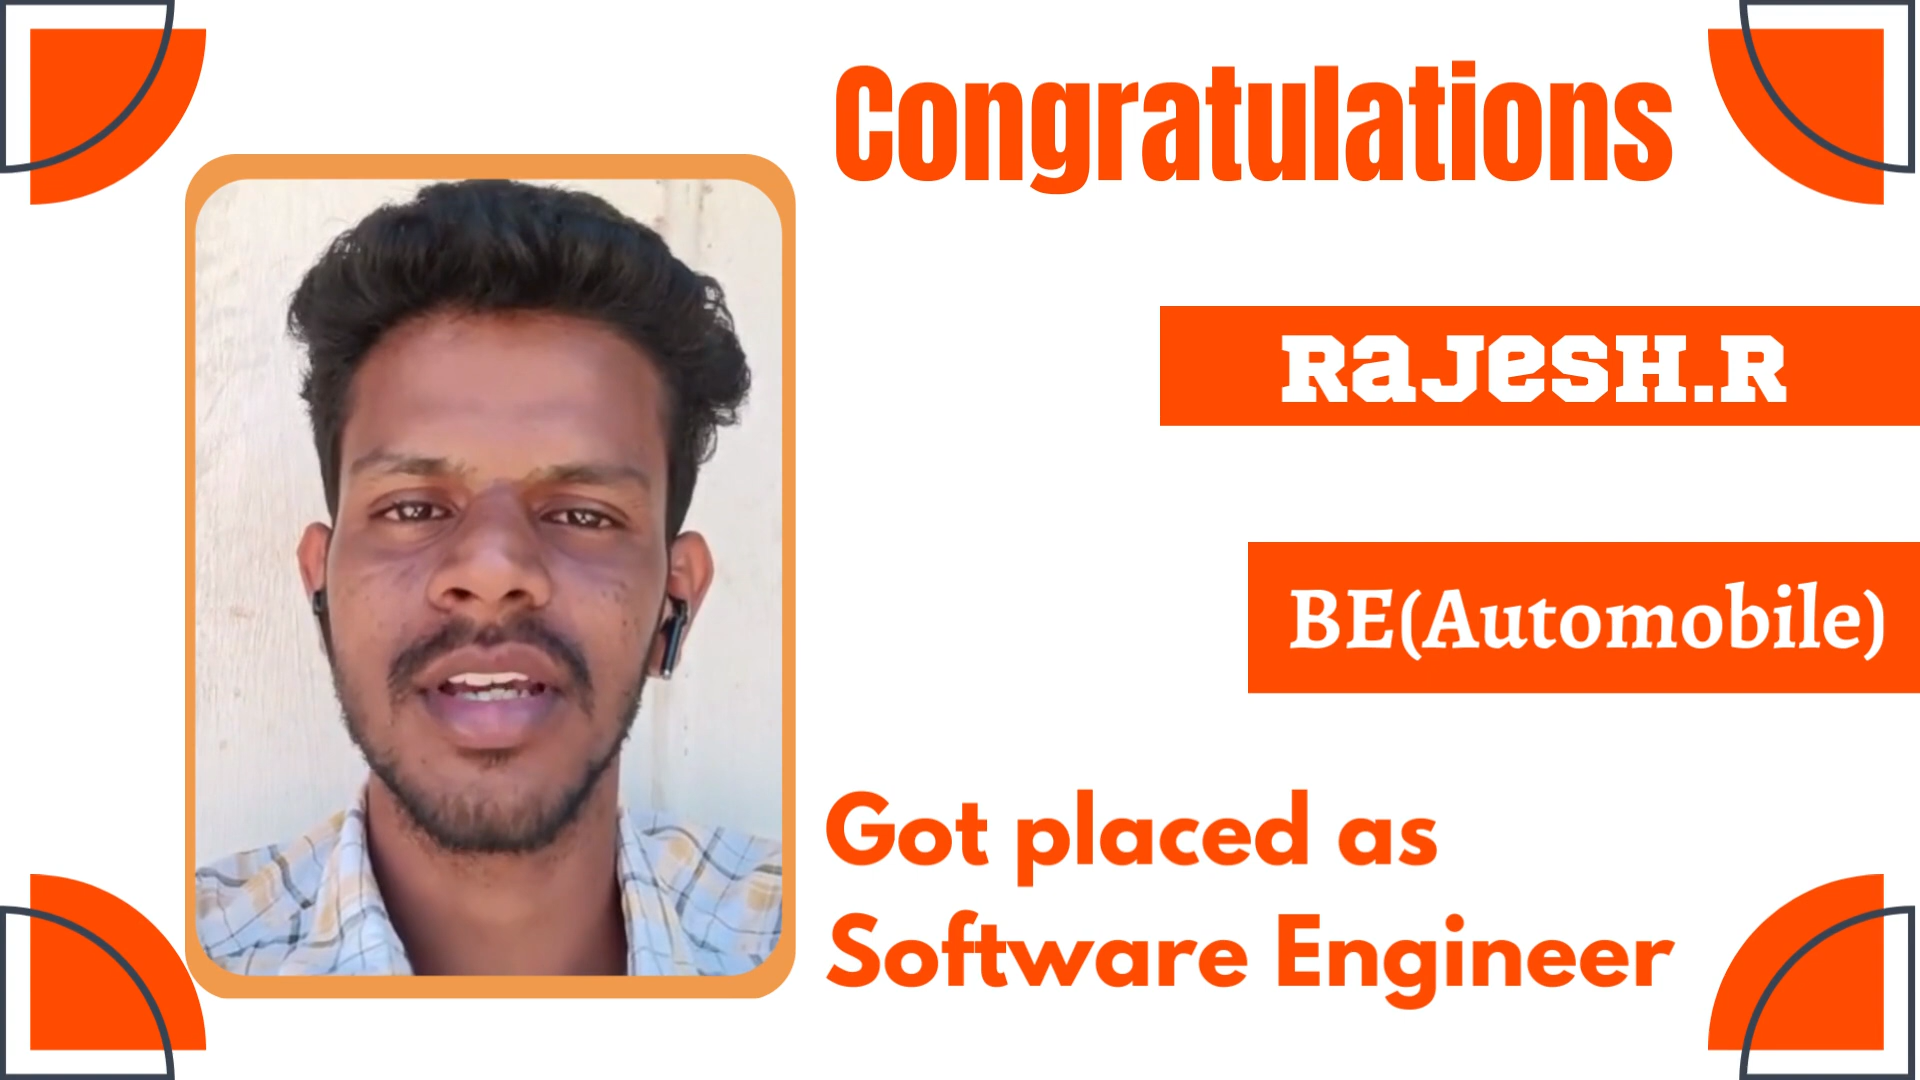 Congratulations
RaJeSH.R
BE(Automobile)
Got placed as
Software Engineer